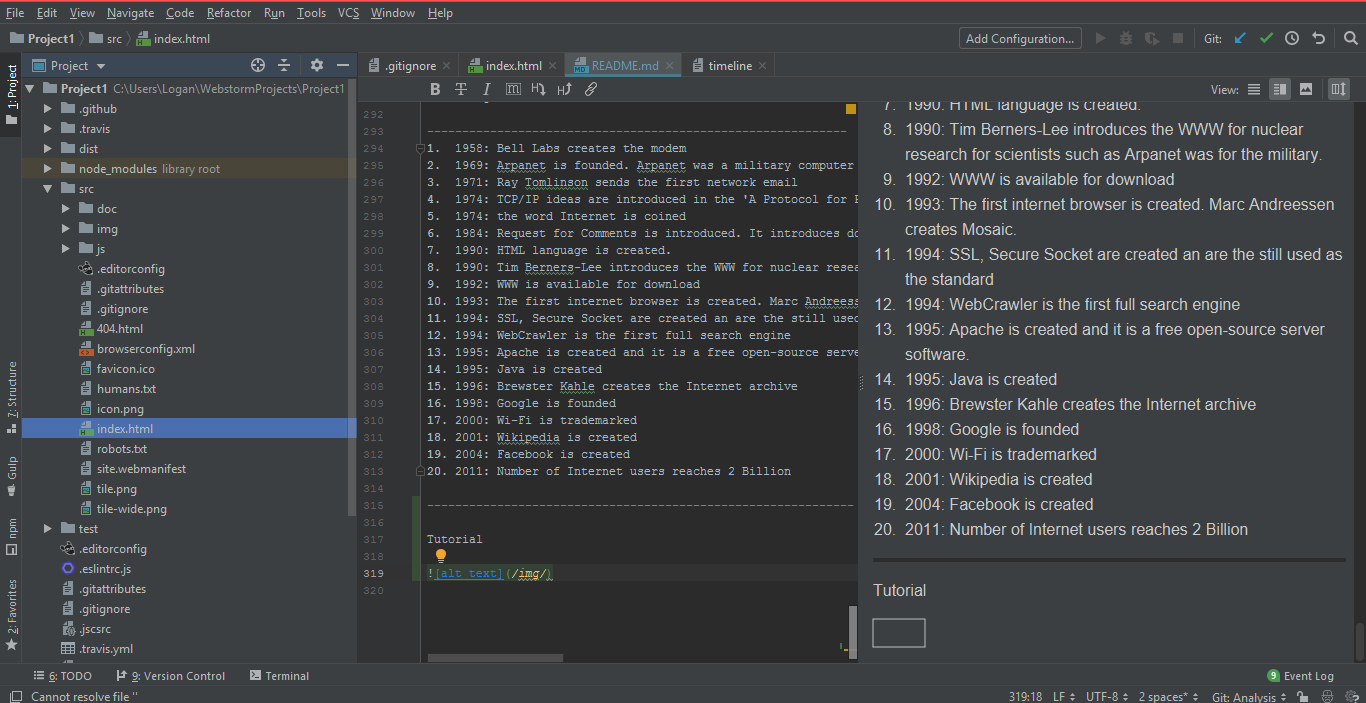 File Edit View Navigate Code Refactor Run Tools VCS Window Help
Project1 src index.html Add Configuration... Git:
1: Project
7: Structure
Gulp
npm
2: Favorites
Project
Project1 C:\Users\Logan\WebstormProjects\Project1
.github
.travis
dist
node_modules library root
src
doc
img
js
.editorconfig
.gitattributes
.gitignore
404.html
browserconfig.xml
favicon.ico
humans.txt
icon.png
index.html
robots.txt
site.webmanifest
tile.png
tile-wide.png
test
.editorconfig
.eslintrc.js
.gitattributes
.gitignore
.jscsrc
.travis.yml
.gitignore index.html README.md timeline
B T I m H H View:
292
293 -------------------------------------------------------------
294 1. 1958: Bell Labs creates the modem
295 2. 1969: Arpanet is founded. Arpanet was a military computer
296 3. 1971: Ray Tomlinson sends the first network email
297 4. 1974: TCP/IP ideas are introduced in the 'A Protocol for
298 5. 1974: the word Internet is coined
299 6. 1984: Request for Comments is introduced. It introduces
300 7. 1990: HTML language is created.
301 8. 1990: Tim Berners-Lee introduces the WWW for nuclear
302 9. 1992: WWW is available for download
303 10. 1993: The first internet browser is created. Marc
304 11. 1994: SSL, Secure Socket are created an are the still used
305 12. 1994: WebCrawler is the first full search engine
306 13. 1995: Apache is created and it is a free open-source
307 14. 1995: Java is created
308 15. 1996: Brewster Kahle creates the Internet archive
309 16. 1998: Google is founded
310 17. 2000: Wi-Fi is trademarked
311 18. 2001: Wikipedia is created
312 19. 2004: Facebook is created
313 20. 2011: Number of Internet users reaches 2 Billion
314
315 -------------------------------------------------------------
316
317 Tutorial
318
319 ![alt text](/img/)
320
7. 1990: HTML language is created.
8. 1990: Tim Berners-Lee introduces the WWW for nuclear
research for scientists such as Arpanet was for the military.
9. 1992: WWW is available for download
10. 1993: The first internet browser is created. Marc Andreessen
creates Mosaic.
11. 1994: SSL, Secure Socket are created an are the still used as
the standard
12. 1994: WebCrawler is the first full search engine
13. 1995: Apache is created and it is a free open-source server
software.
14. 1995: Java is created
15. 1996: Brewster Kahle creates the Internet archive
16. 1998: Google is founded
17. 2000: Wi-Fi is trademarked
18. 2001: Wikipedia is created
19. 2004: Facebook is created
20. 2011: Number of Internet users reaches 2 Billion
Tutorial
6: TODO 9: Version Control Terminal 9 Event Log
Cannot resolve file '' 319:18 LF UTF-8 2 spaces* Git: Analysis